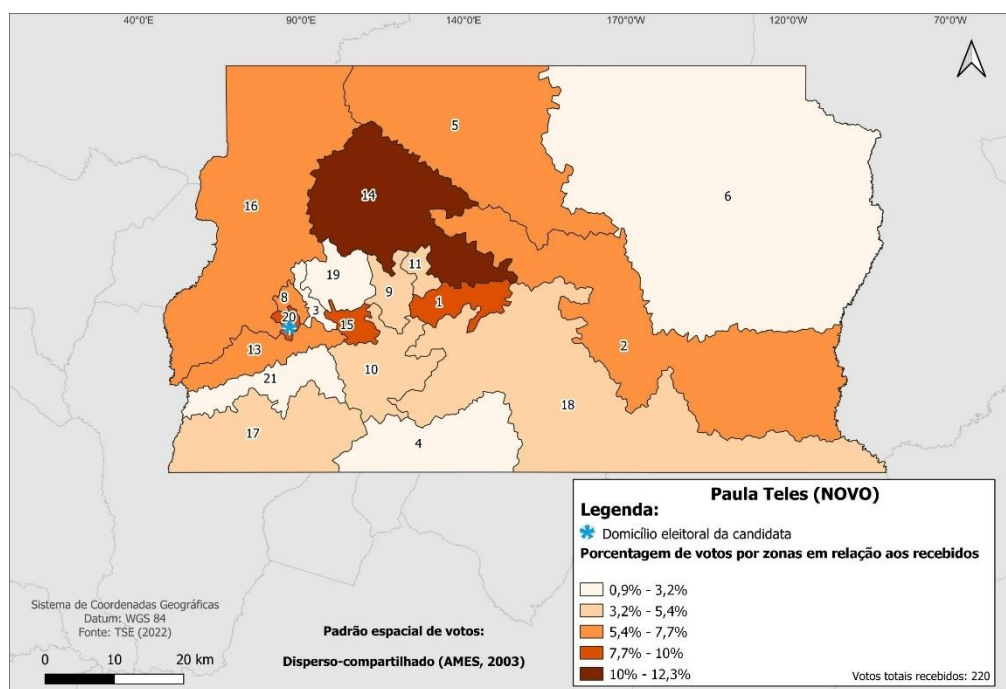 40°0'E 90°0'E 140°0'E 170°0'W 120°0'W 70°0'W
5
6
14
16
11
19
9
8
1
3
20
15
2
13
10
21
18
17
4
Paula Teles (NOVO)
Legenda:
Domicílio eleitoral da candidata
Porcentagem de votos por zonas em relação aos recebidos
0,9% - 3,2%
3,2% - 5,4%
5,4% - 7,7%
7,7% - 10%
10% - 12,3%
Votos totais recebidos: 220
Sistema de Coordenadas Geográficas
Datum: WGS 84
Fonte: TSE (2022)
0 10 20 km
Padrão espacial de votos:
Disperso-compartilhado (AMES, 2003)